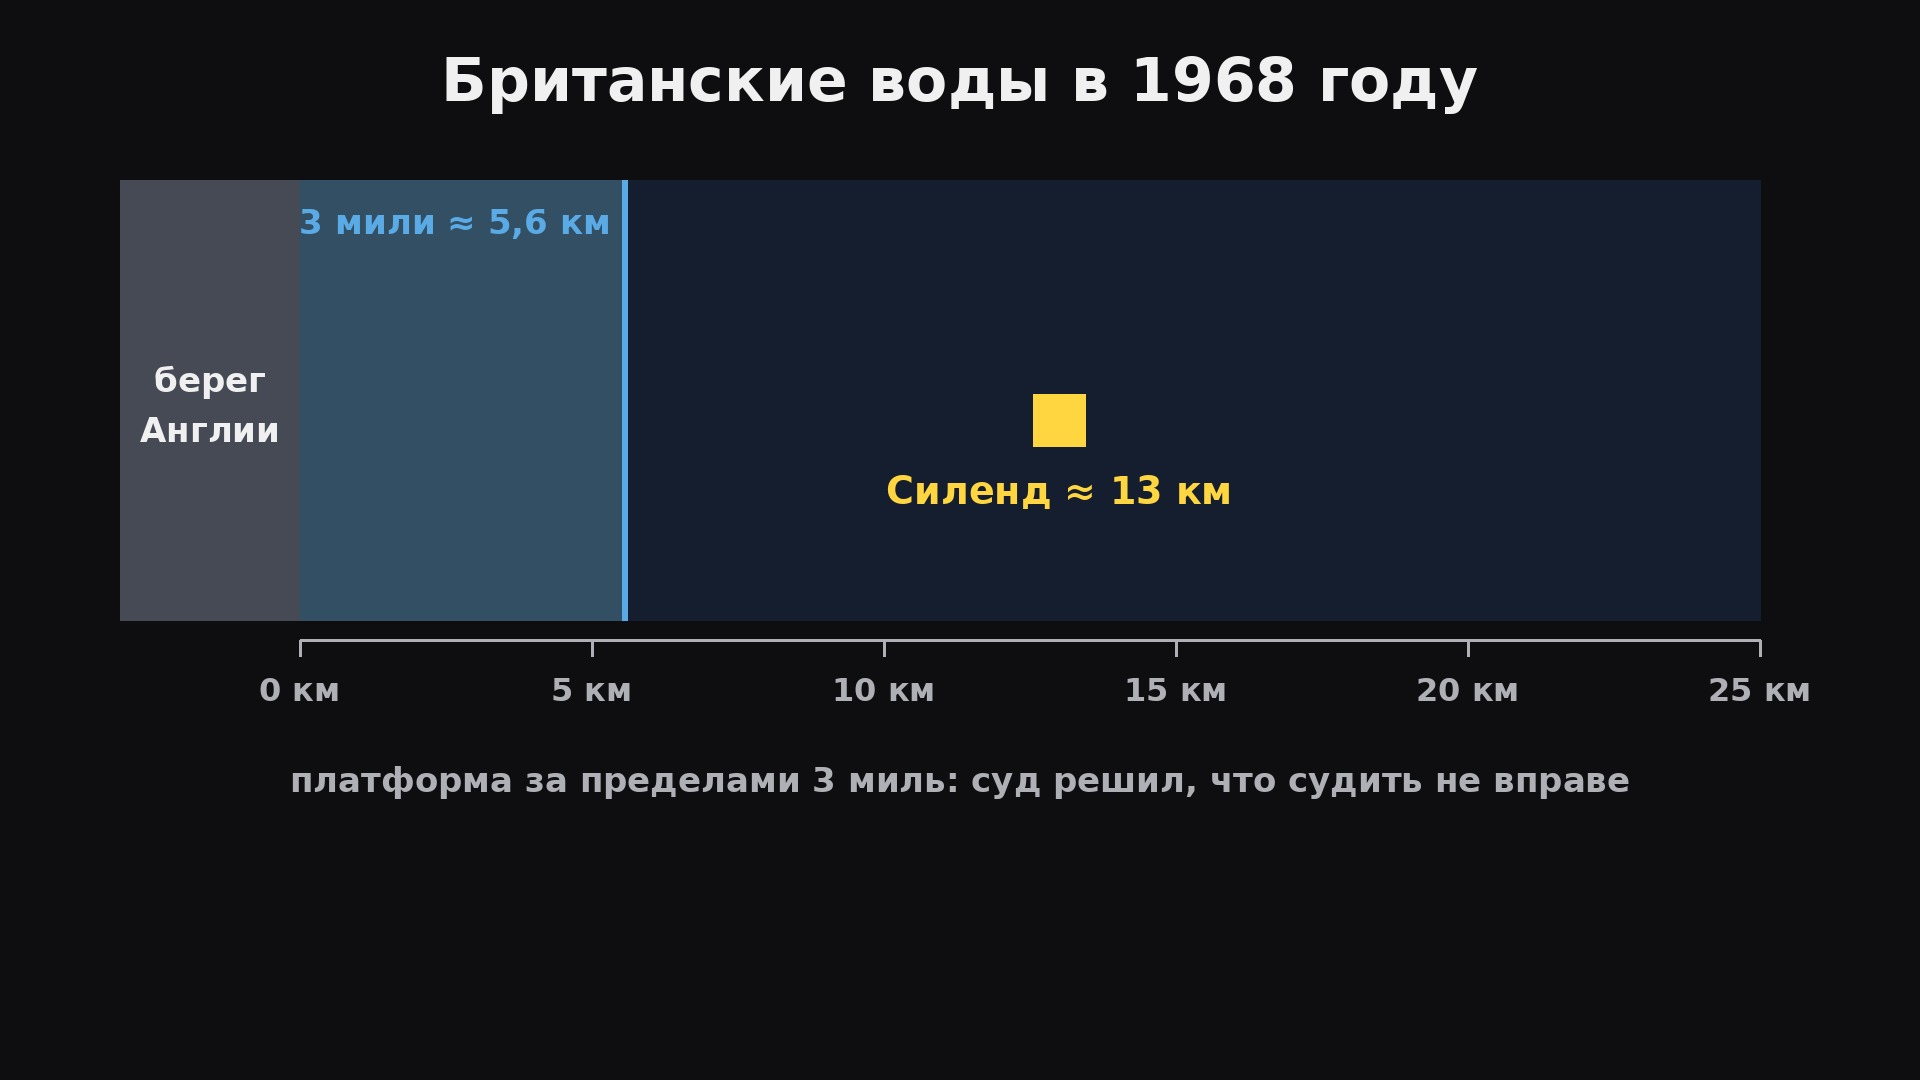 Британские воды в 1968 году
3 мили ≈ 5,6 км
берег
Англии
Силенд ≈ 13 км
0 км
5 км
10 км
15 км
20 км
25 км
платформа за пределами 3 миль: суд решил, что судить не вправе